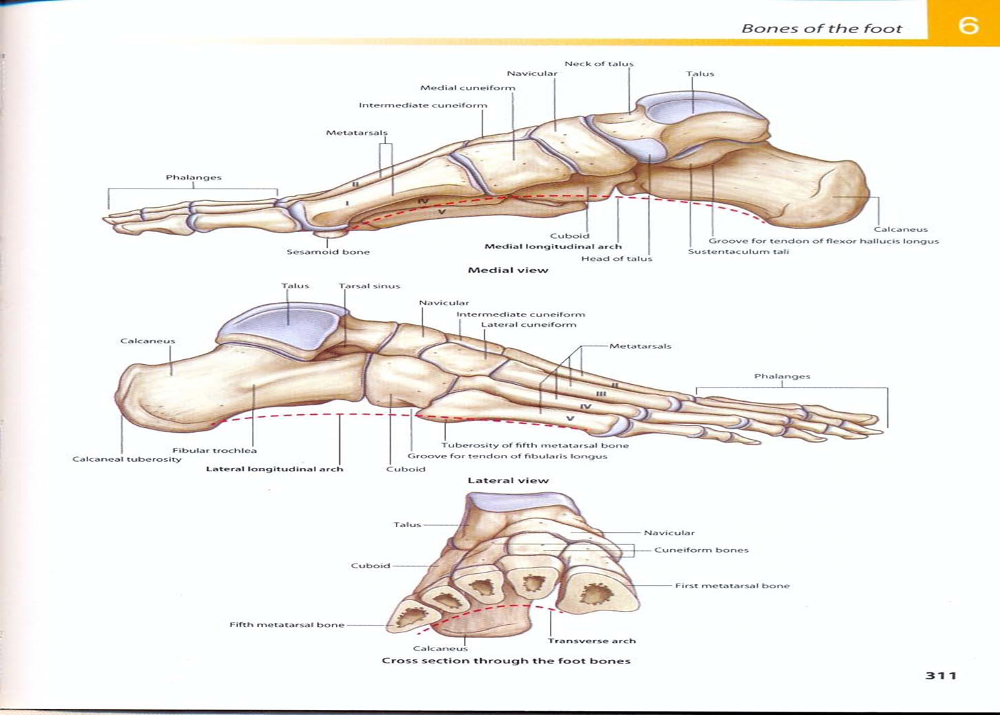 Bones of the foot
6
Neck of talus
Navicular
Talus
Medial cuneiform
Intermediate cuneiform
Metatarsals
Phalanges
II
I
IV
V
Cuboid
Calcaneus
Medial longitudinal arch
Groove for tendon of flexor hallucis longus
Sesamoid bone
Sustentaculum tali
Head of talus
Medial view
Talus
Tarsal sinus
Navicular
Intermediate cuneiform
Lateral cuneiform
Calcaneus
Metatarsals
Phalanges
II
III
IV
V
Tuberosity of fifth metatarsal bone
Fibular trochlea
Groove for tendon of fibularis longus
Calcaneal tuberosity
Lateral longitudinal arch
Cuboid
Lateral view
Talus
Navicular
Cuneiform bones
Cuboid
First metatarsal bone
Fifth metatarsal bone
Transverse arch
Calcaneus
Cross section through the foot bones
311